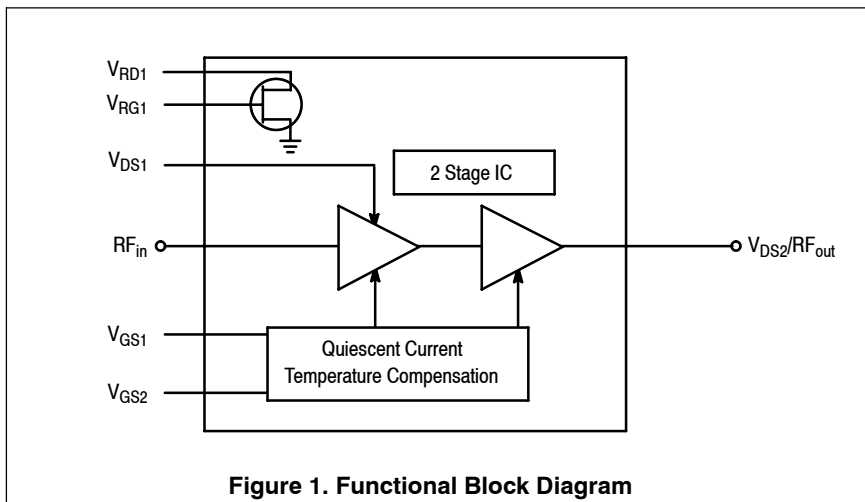 V_RD1
V_RG1
V_DS1
2 Stage IC
RF_in
V_DS2/RF_out
V_GS1
Quiescent Current
Temperature Compensation
V_GS2
Figure 1. Functional Block Diagram